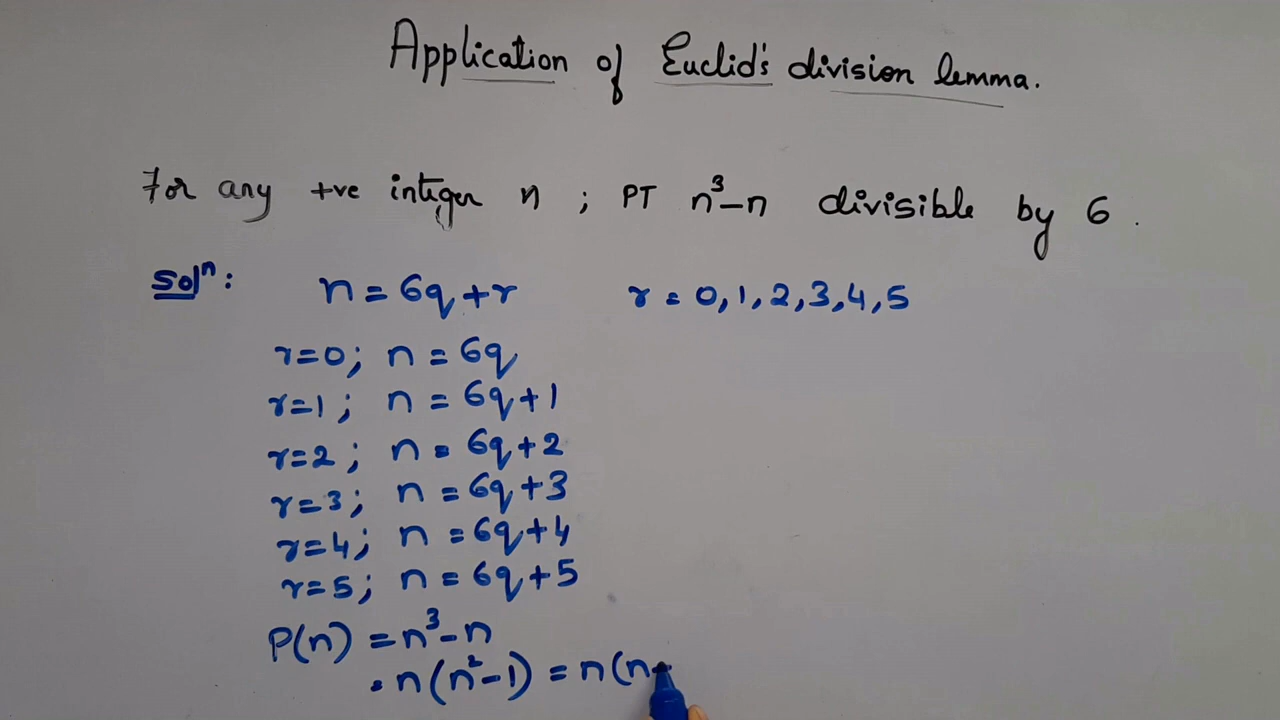 Application of Euclid's division lemma.
For any +ve integer n ; PT n³-n divisible by 6 .
Solⁿ: n = 6q + r r = 0, 1, 2, 3, 4, 5
r=0; n = 6q
r=1; n = 6q+1
r=2; n = 6q+2
r=3; n = 6q+3
r=4; n = 6q+4
r=5; n = 6q+5
P(n) = n³-n
= n(n²-1) = n(n